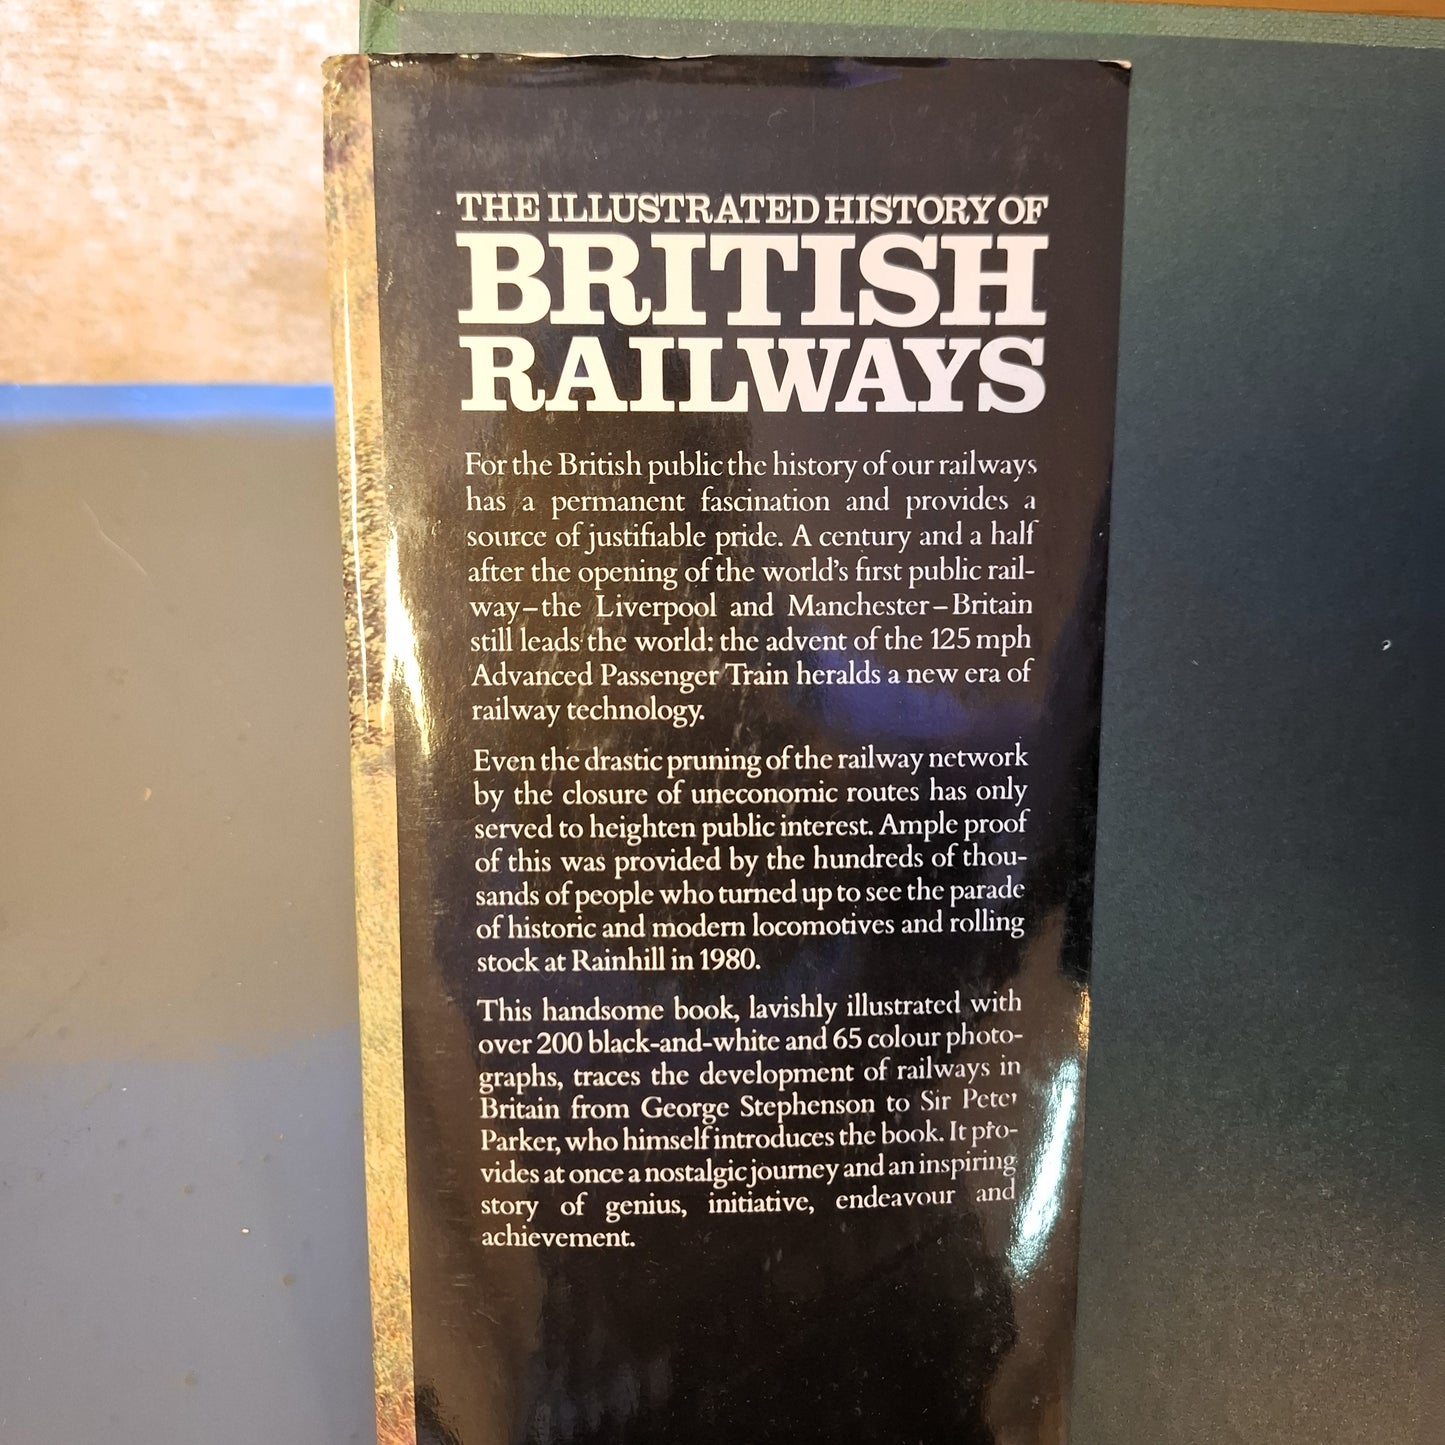 THE ILLUSTRATED HISTORY OF
BRITISH
RAILWAYS
For the British public the history of our railways
has a permanent fascination and provides a
source of justifiable pride. A century and a half
after the opening of the world's first public rail-
way–the Liverpool and Manchester–Britain
still leads the world: the advent of the 125 mph
Advanced Passenger Train heralds a new era of
railway technology.
Even the drastic pruning of the railway network
by the closure of uneconomic routes has only
served to heighten public interest. Ample proof
of this was provided by the hundreds of thou-
sands of people who turned up to see the parade
of historic and modern locomotives and rolling
stock at Rainhill in 1980.
This handsome book, lavishly illustrated with
over 200 black-and-white and 65 colour photo-
graphs, traces the development of railways in
Britain from George Stephenson to Sir Peter
Parker, who himself introduces the book. It pro-
vides at once a nostalgic journey and an inspiring
story of genius, initiative, endeavour and
achievement.